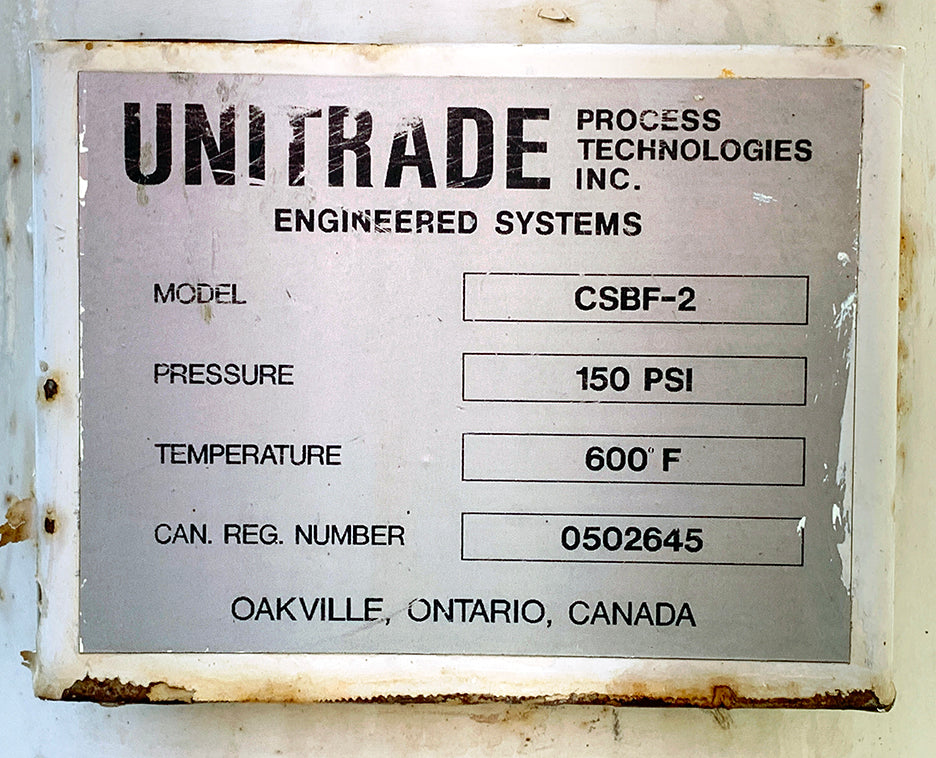 UNITRADE PROCESS TECHNOLOGIES INC.
ENGINEERED SYSTEMS
MODEL CSBF-2
PRESSURE 150 PSI
TEMPERATURE 600° F
CAN. REG. NUMBER 0502645
OAKVILLE, ONTARIO, CANADA